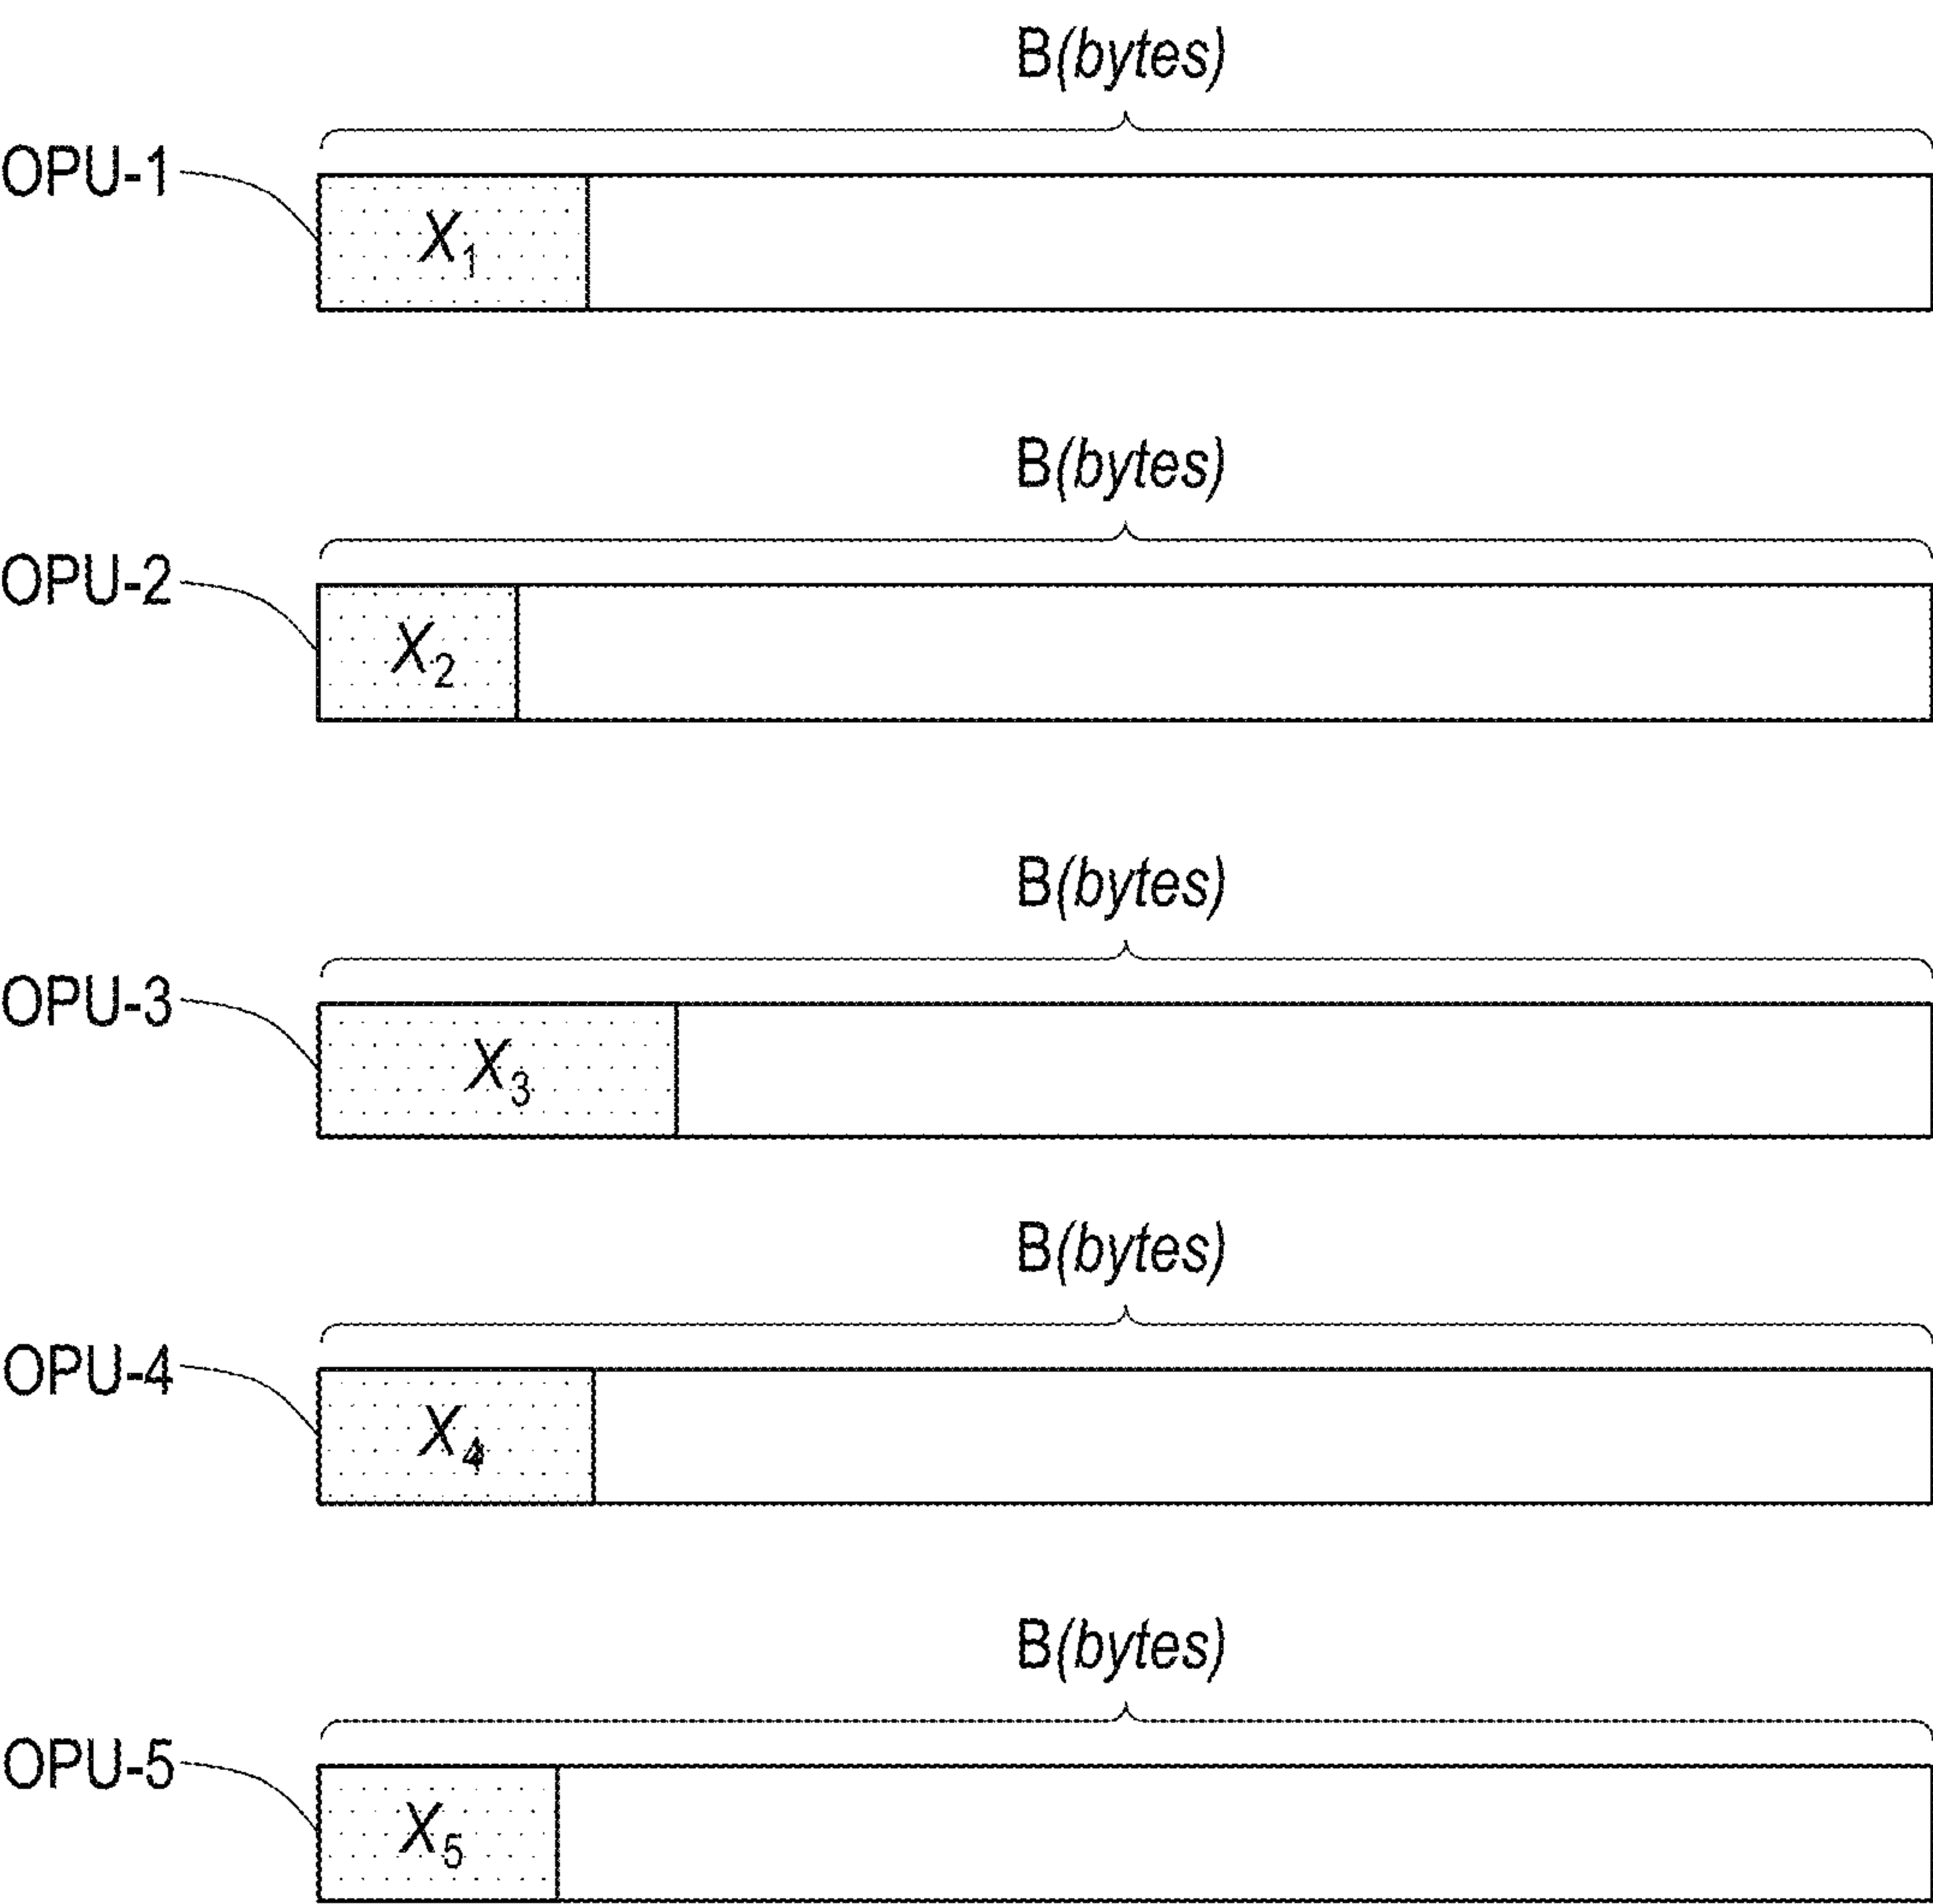 B(bytes)
OPU-1
X1
B(bytes)
OPU-2
X2
B(bytes)
OPU-3
X3
B(bytes)
OPU-4
X4
B(bytes)
OPU-5
X5